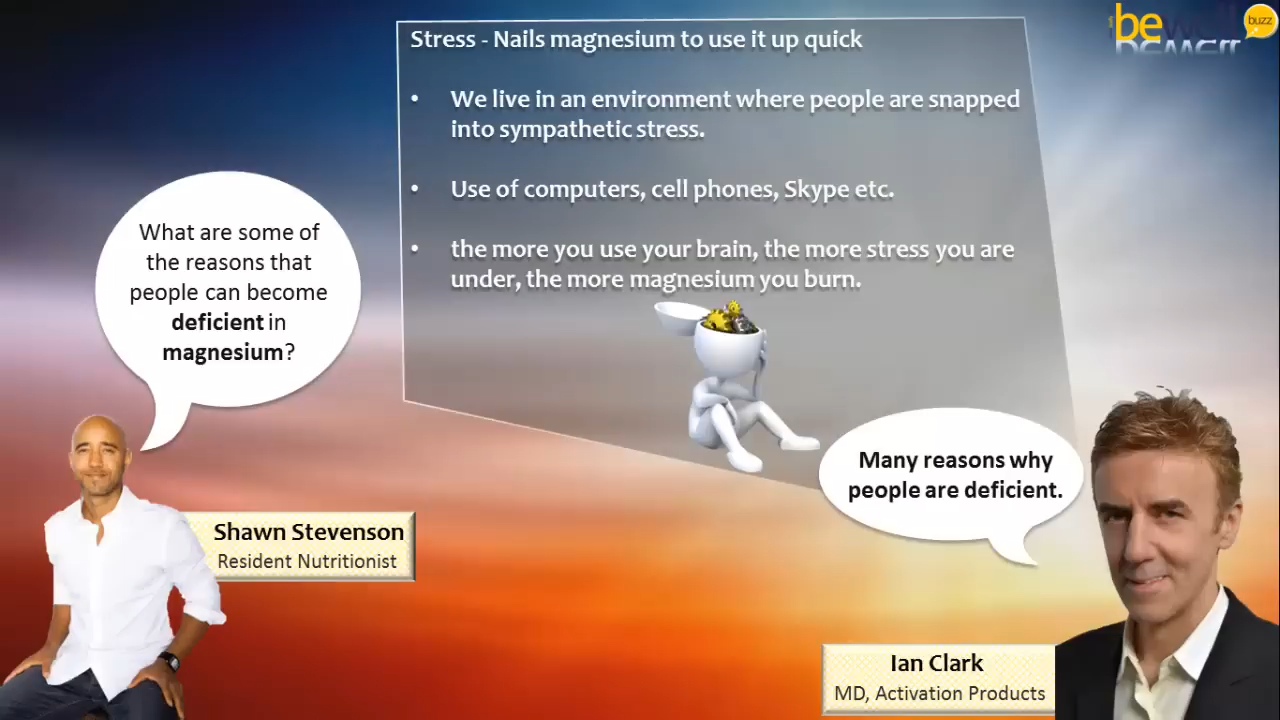 Stress - Nails magnesium to use it up quick
• We live in an environment where people are snapped
into sympathetic stress.
• Use of computers, cell phones, Skype etc.
• the more you use your brain, the more stress you are
under, the more magnesium you burn.
What are some of
the reasons that
people can become
deficient in
magnesium?
Many reasons why
people are deficient.
Shawn Stevenson
Resident Nutritionist
Ian Clark
MD, Activation Products
bewell buzz